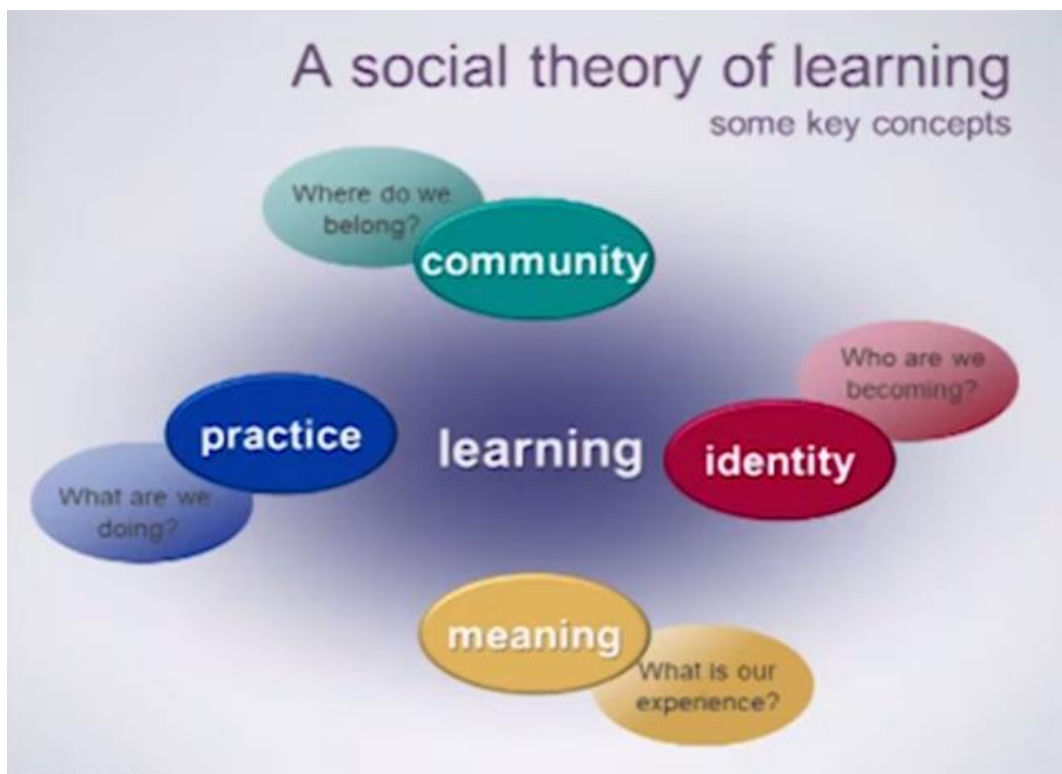 A social theory of learning
some key concepts
Where do we
belong?
community
Who are we
becoming?
practice
learning
identity
What are we
doing?
meaning
What is our
experience?